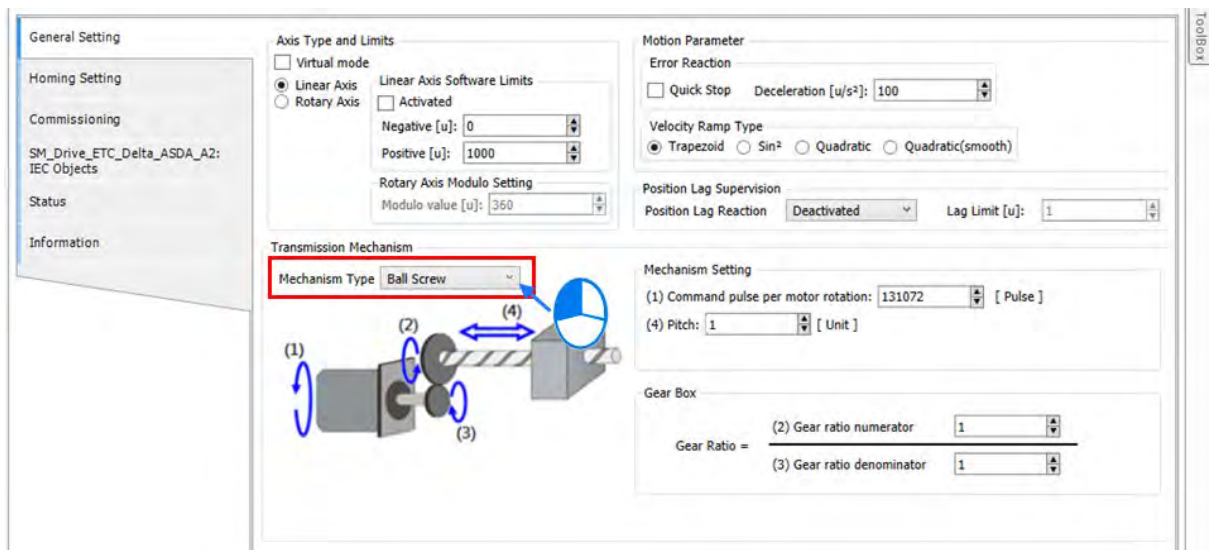 ToolBox
General Setting
Homing Setting
Commissioning
SM_Drive_ETC_Delta_ASDA_A2:
IEC Objects
Status
Information
Axis Type and Limits
Virtual mode
Linear Axis
Rotary Axis
Linear Axis Software Limits
Activated
Negative [u]: 0
Positive [u]: 1000
Rotary Axis Modulo Setting
Modulo value [u]: 360
Motion Parameter
Error Reaction
Quick Stop Deceleration [u/s²]: 100
Velocity Ramp Type
Trapezoid Sin² Quadratic Quadratic(smooth)
Position Lag Supervision
Position Lag Reaction Deactivated Lag Limit [u]: 1
Transmission Mechanism
Mechanism Type Ball Screw
(1)
(2)
(4)
(3)
Mechanism Setting
(1) Command pulse per motor rotation: 131072 [ Pulse ]
(4) Pitch: 1 [ Unit ]
Gear Box
Gear Ratio =
(2) Gear ratio numerator 1
(3) Gear ratio denominator 1